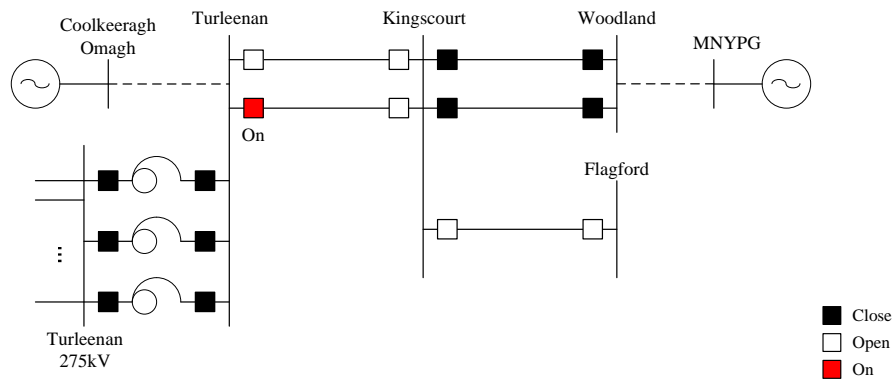 Coolkeeragh
Omagh
Turleenan
Kingscourt
Woodland
MNYPG
On
Flagford
Turleenan
275kV
Close
Open
On